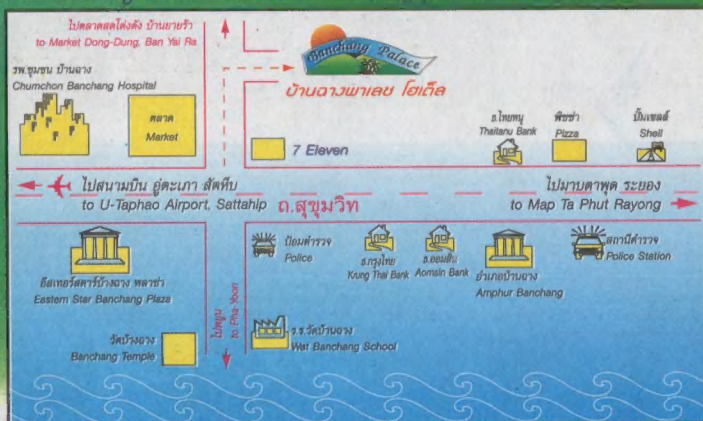 ไปตลาดสดโด่งดัง บ้านยายร้า
to Market Dong-Dung, Ban Yai Ra
รพ.ชุมชน บ้านฉาง
Chumchon Banchang Hospital
ตลาด
Market
Banchang Palace
บ้านฉางพาเลซ โฮเต็ล
7 Eleven
ธ.ไทยทนุ
Thaitanu Bank
พิซซ่า
Pizza
ปั๊มเชลล์
Shell
ไปสนามบิน อู่ตะเภา สัตหีบ
to U-Taphao Airport, Sattahip
ถ.สุขุมวิท
ไปมาบตาพุด ระยอง
to Map Ta Phut Rayong
อีสเทอร์สตาร์บ้างฉาง พลาซ่า
Eastern Star Banchang Plaza
ป้อมตำรวจ
Police
ธ.กรุงไทย
Krung Thai Bank
ธ.ออมสิน
Aomsin Bank
อำเภอบ้านฉาง
Amphur Banchang
สถานีตำรวจ
Police Station
วัดบ้างฉาง
Banchang Temple
ไปพยูน
to Pha-Yoon
ร.ร.วัดบ้านฉาง
Wat Banchang School